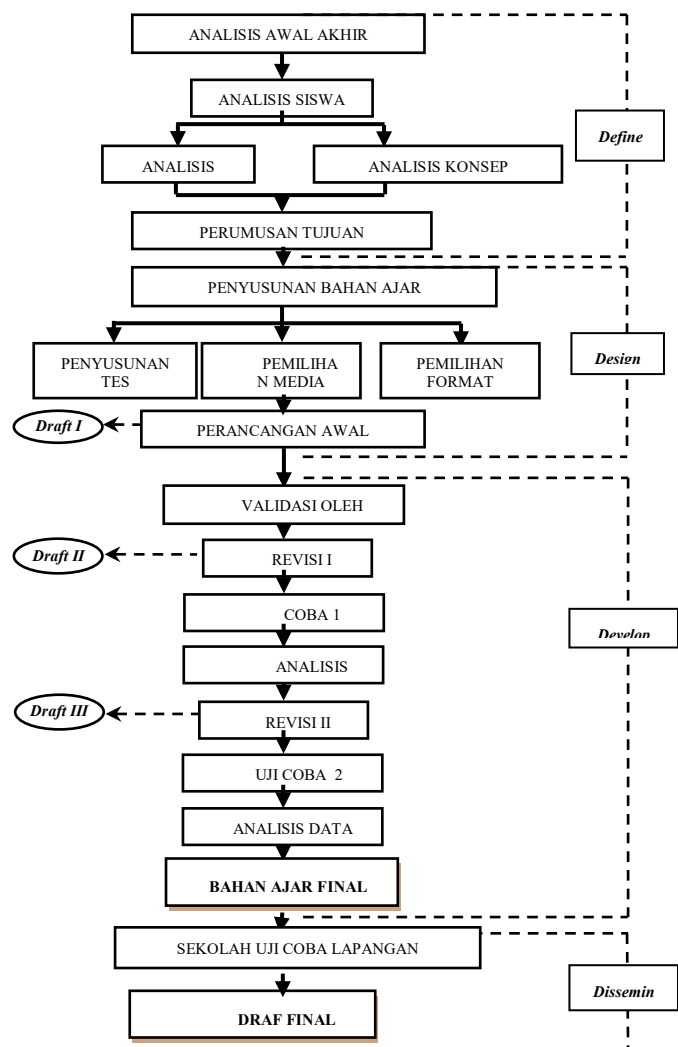 ANALISIS AWAL AKHIR
ANALISIS SISWA
Define
ANALISIS
ANALISIS KONSEP
PERUMUSAN TUJUAN
PENYUSUNAN BAHAN AJAR
PENYUSUNAN
TES
PEMILIHA
N MEDIA
PEMILIHAN
FORMAT
Design
Draft I
PERANCANGAN AWAL
VALIDASI OLEH
Draft II
REVISI I
COBA 1
Develop
ANALISIS
Draft III
REVISI II
UJI COBA 2
ANALISIS DATA
BAHAN AJAR FINAL
SEKOLAH UJI COBA LAPANGAN
Dissemin
DRAF FINAL